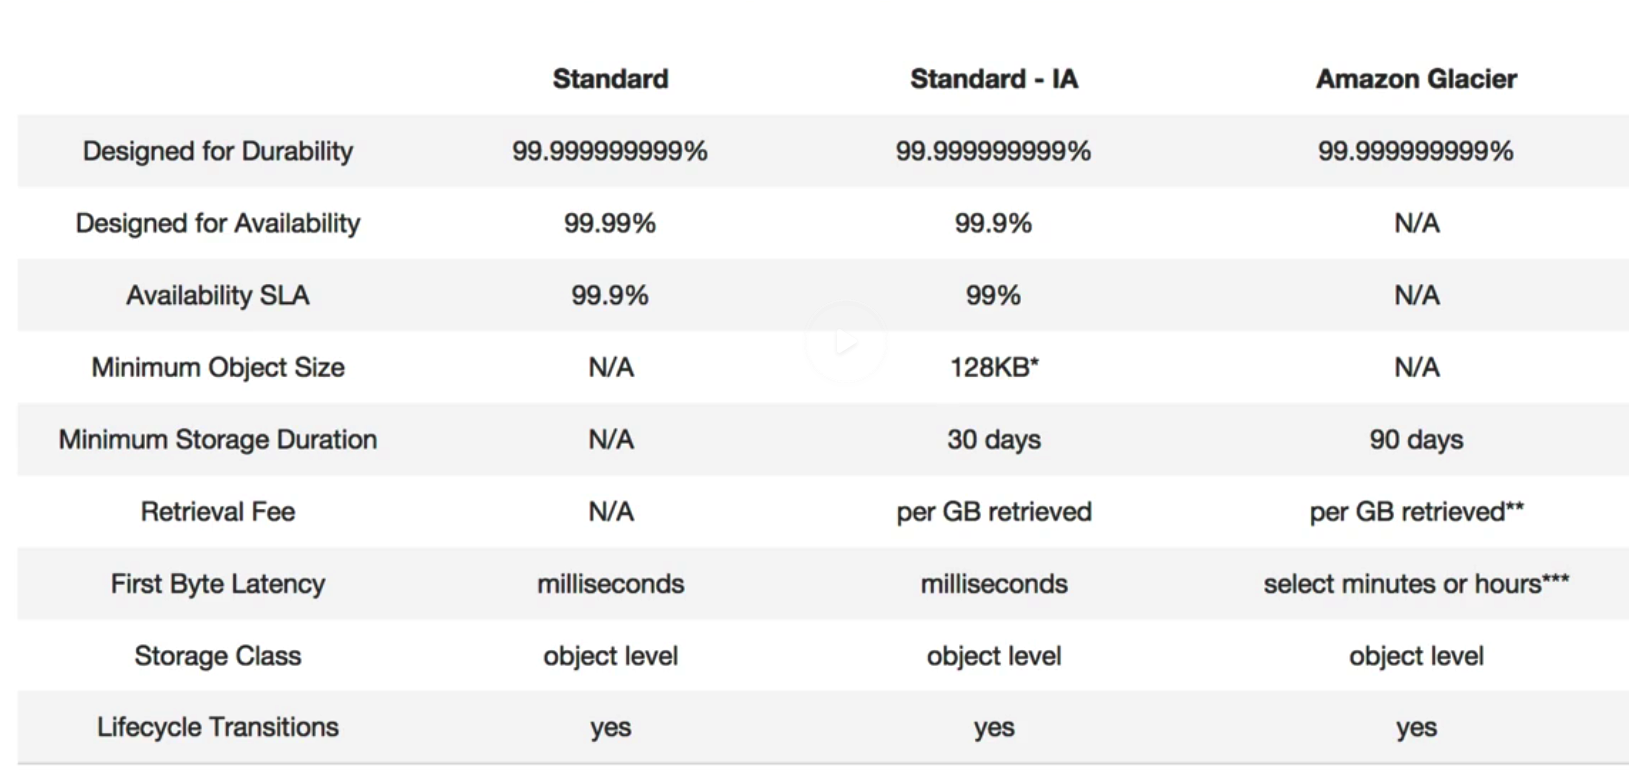 Standard Standard - IA Amazon Glacier
Designed for Durability 99.999999999% 99.999999999% 99.999999999%
Designed for Availability 99.99% 99.9% N/A
Availability SLA 99.9% 99% N/A
Minimum Object Size N/A 128KB* N/A
Minimum Storage Duration N/A 30 days 90 days
Retrieval Fee N/A per GB retrieved per GB retrieved**
First Byte Latency milliseconds milliseconds select minutes or hours***
Storage Class object level object level object level
Lifecycle Transitions yes yes yes